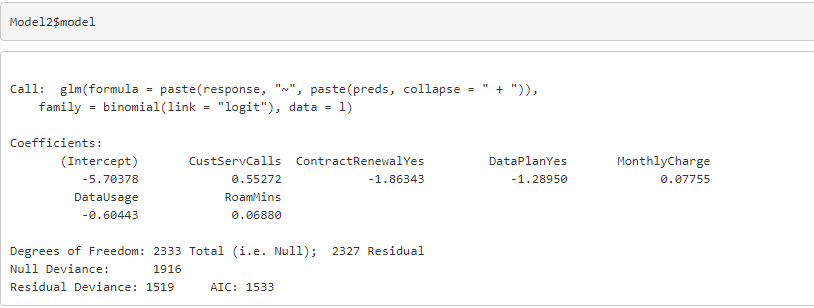 Model2$model
Call:  glm(formula = paste(response, "~", paste(preds, collapse = " + ")),
    family = binomial(link = "logit"), data = l)
Coefficients:
       (Intercept)       CustServCalls  ContractRenewalYes         DataPlanYes       MonthlyCharge
          -5.70378             0.55272            -1.86343            -1.28950             0.07755
         DataUsage            RoamMins
          -0.60443             0.06880
Degrees of Freedom: 2333 Total (i.e. Null);  2327 Residual
Null Deviance:      1916
Residual Deviance: 1519     AIC: 1533